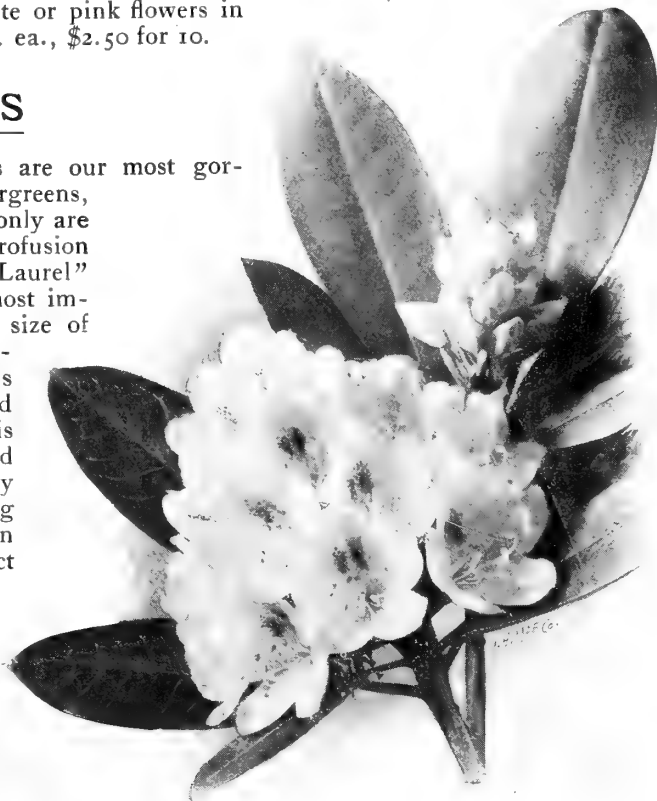 te or pink flowers in
. ea., $2.50 for 10.
S
s are our most gor-
rgreens,
only are
rofusion
Laurel”
nost im-
size of
-
s
d
is
d
y
g
n
ct